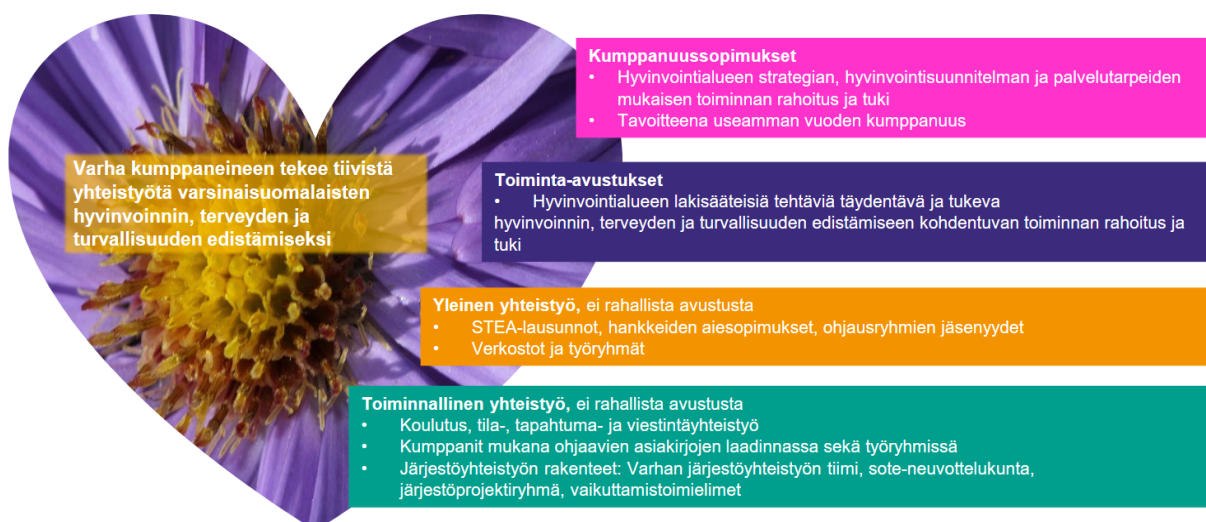 Varha kumppaneineen tekee tiivistä
yhteistyötä varsinaisuomalaisten
hyvinvoinnin, terveyden ja
turvallisuuden edistämiseksi
Kumppanuussopimukset
• Hyvinvointialueen strategian, hyvinvointisuunnitelman ja palvelutarpeiden
mukaisen toiminnan rahoitus ja tuki
• Tavoitteena useamman vuoden kumppanuus
Toiminta-avustukset
• Hyvinvointialueen lakisääteisiä tehtäviä täydentävä ja tukeva
hyvinvoinnin, terveyden ja turvallisuuden edistämiseen kohdentuvan toiminnan rahoitus ja
tuki
Yleinen yhteistyö, ei rahallista avustusta
• STEA-lausunnot, hankkeiden aiesopimukset, ohjausryhmien jäsenyydet
• Verkostot ja työryhmät
Toiminnallinen yhteistyö, ei rahallista avustusta
• Koulutus, tila-, tapahtuma- ja viestintäyhteistyö
• Kumppanit mukana ohjaavien asiakirjojen laadinnassa sekä työryhmissä
• Järjestöyhteistyön rakenteet: Varhan järjestöyhteistyön tiimi, sote-neuvottelukunta,
järjestöprojektiryhmä, vaikuttamistoimielimet